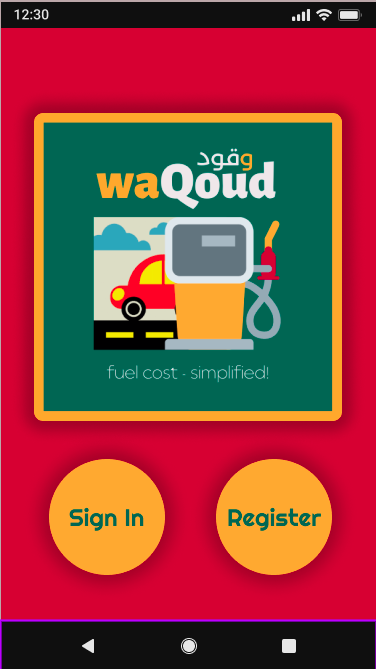 12:30
وقود
waQoud
fuel cost - simplified!
Sign In
Register